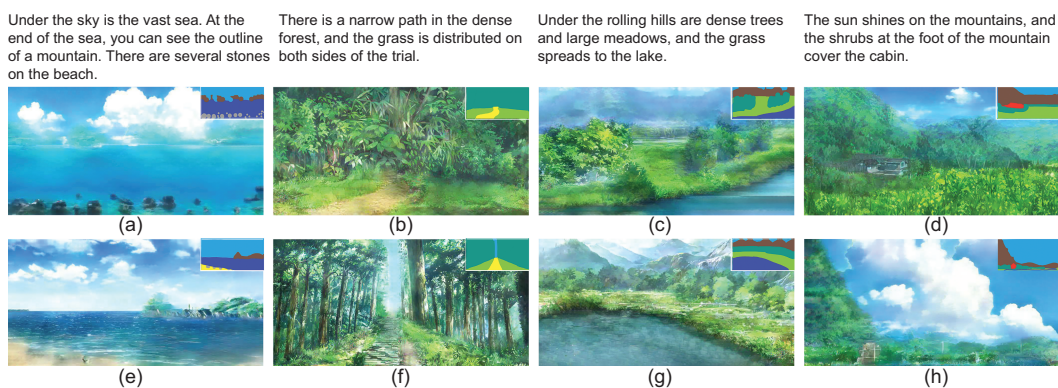 Under the sky is the vast sea. At the
end of the sea, you can see the outline
of a mountain. There are several stones
on the beach.
There is a narrow path in the dense
forest, and the grass is distributed on
both sides of the trial.
Under the rolling hills are dense trees
and large meadows, and the grass
spreads to the lake.
The sun shines on the mountains, and
the shrubs at the foot of the mountain
cover the cabin.
(a)
(b)
(c)
(d)
(e)
(f)
(g)
(h)